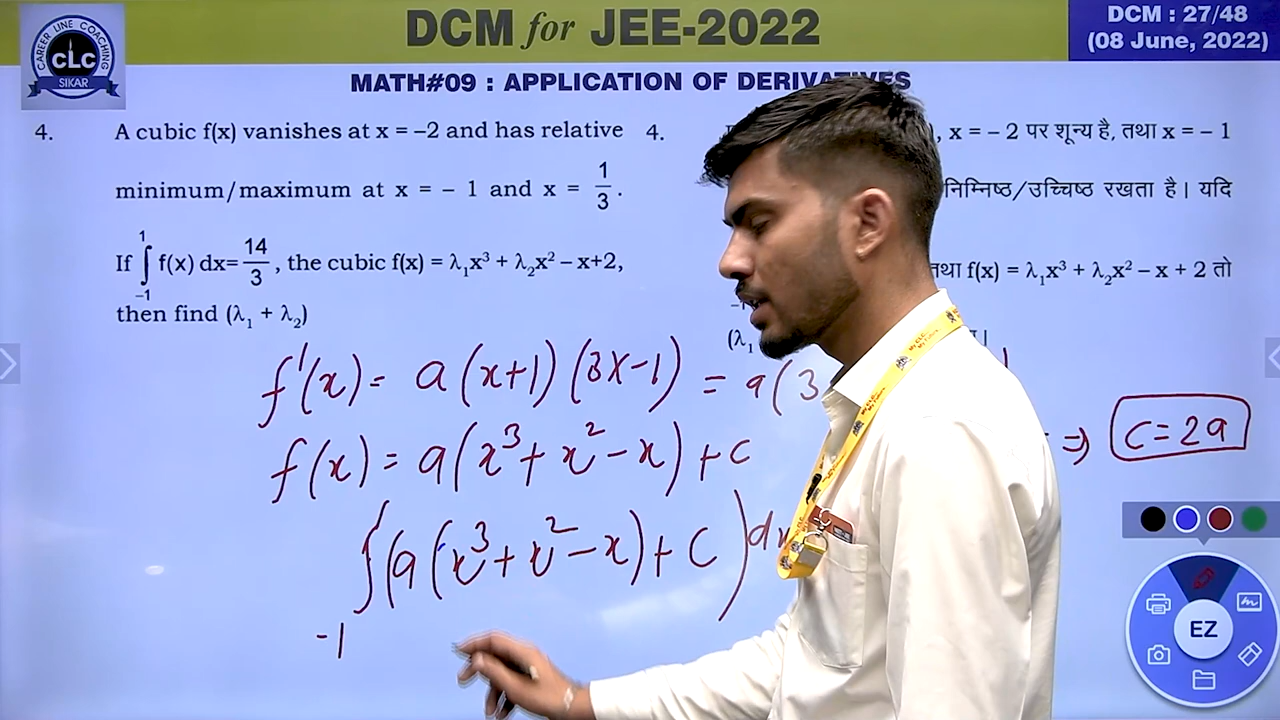 CAREER LINE COACHING
CLC
SIKAR
DCM for JEE-2022
DCM : 27/48
(08 June, 2022)
MATH#09 : APPLICATION OF DERIVATIVES
4. A cubic f(x) vanishes at x = –2 and has relative
minimum/maximum at x = – 1 and x = 1/3.
If ∫₋₁¹ f(x) dx= 14/3, the cubic f(x) = λ₁x³ + λ₂x² – x+2,
then find (λ₁ + λ₂)
4. , x = – 2 पर शून्य है, तथा x = – 1
निम्निष्ठ/उच्चिष्ठ रखता है। यदि
तथा f(x) = λ₁x³ + λ₂x² – x + 2 तो
(λ₁
f'(x) = a(x+1)(3x-1) = a(3
f(x) = a(x³+x²-x)+c
⇒ c=2a
∫₋₁ (a(x³+x²-x)+c)dx
EZ